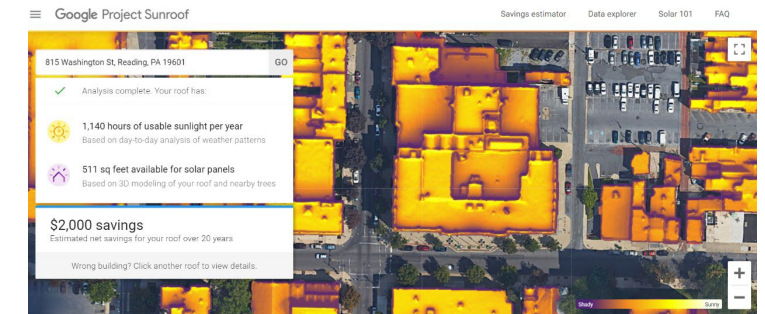 Google Project Sunroof
Savings estimator
Data explorer
Solar 101
FAQ
815 Washington St, Reading, PA 19601
GO
Analysis complete. Your roof has:
1,140 hours of usable sunlight per year
Based on day-to-day analysis of weather patterns
511 sq feet available for solar panels
Based on 3D modeling of your roof and nearby trees
$2,000 savings
Estimated net savings for your roof over 20 years
Wrong building? Click another roof to view details.
Shady
Sunny